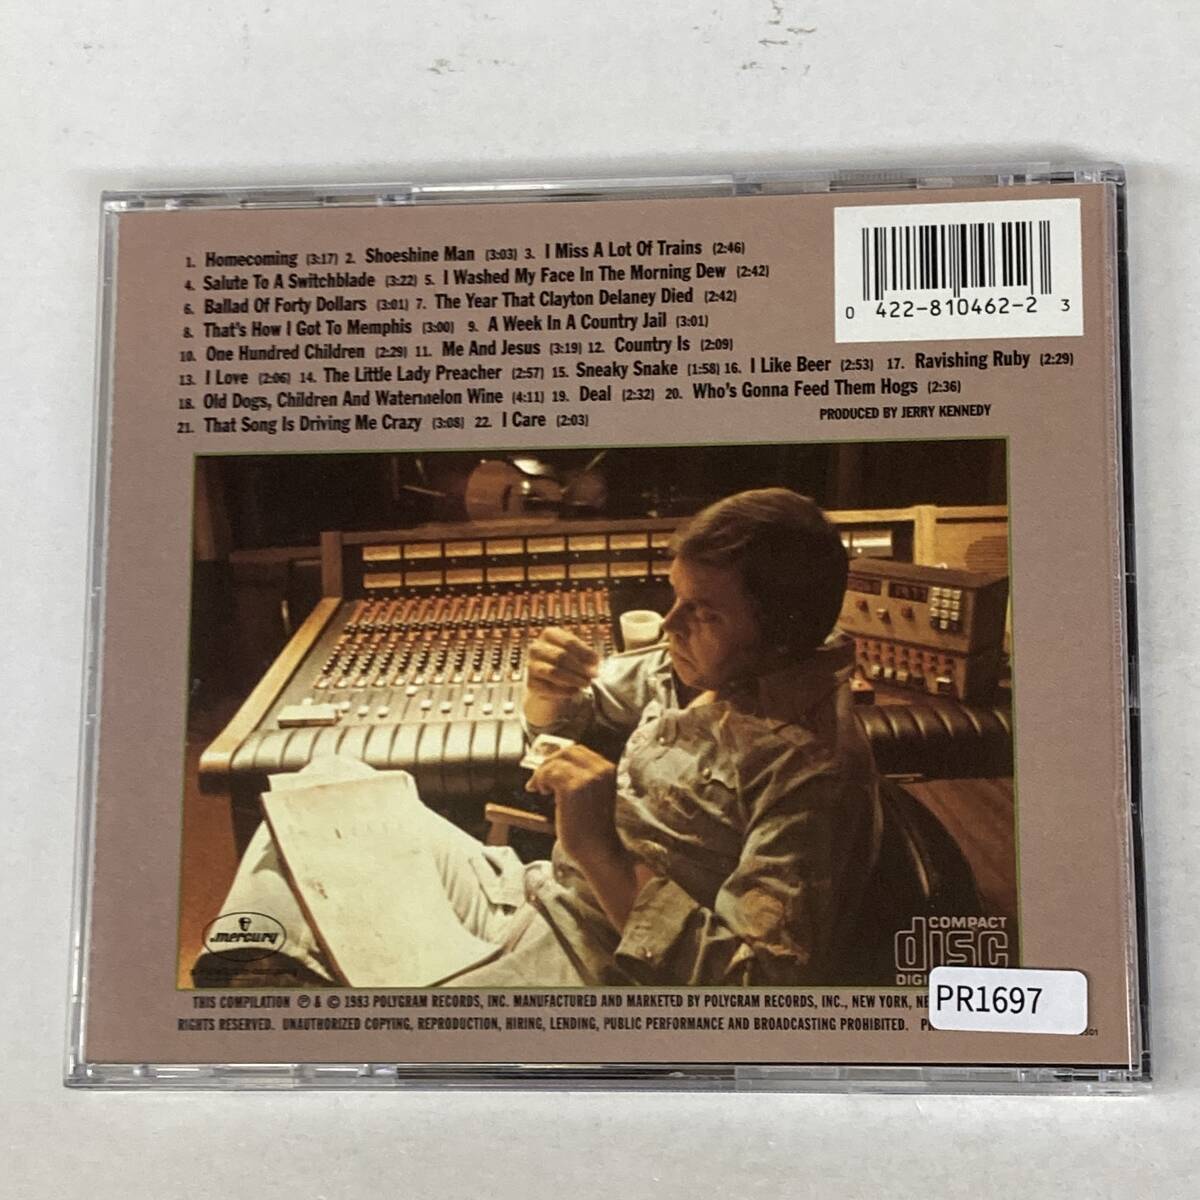 1. Homecoming (3:17) 2. Shoeshine Man (3:03) 3. I Miss A Lot Of Trains (2:46)
4. Salute To A Switchblade (3:22) 5. I Washed My Face In The Morning Dew (2:42)
6. Ballad Of Forty Dollars (3:01) 7. The Year That Clayton Delaney Died (2:42)
8. That's How I Got To Memphis (3:00) 9. A Week In A Country Jail (3:01)
10. One Hundred Children (2:29) 11. Me And Jesus (3:19) 12. Country Is (2:09)
13. I Love (2:06) 14. The Little Lady Preacher (2:57) 15. Sneaky Snake (1:58) 16. I Like Beer (2:53) 17. Ravishing Ruby (2:29)
18. Old Dogs, Children And Watermelon Wine (4:11) 19. Deal (2:32) 20. Who's Gonna Feed Them Hogs (2:36)
21. That Song Is Driving Me Crazy (3:08) 22. I Care (2:03)
PRODUCED BY JERRY KENNEDY
0 422-810462-2 3
mercury
COMPACT
disc
DIGI
THIS COMPILATION ℗ & © 1983 POLYGRAM RECORDS, INC. MANUFACTURED AND MARKETED BY POLYGRAM RECORDS, INC., NEW YORK,
RIGHTS RESERVED. UNAUTHORIZED COPYING, REPRODUCTION, HIRING, LENDING, PUBLIC PERFORMANCE AND BROADCASTING PROHIBITED.
PR1697